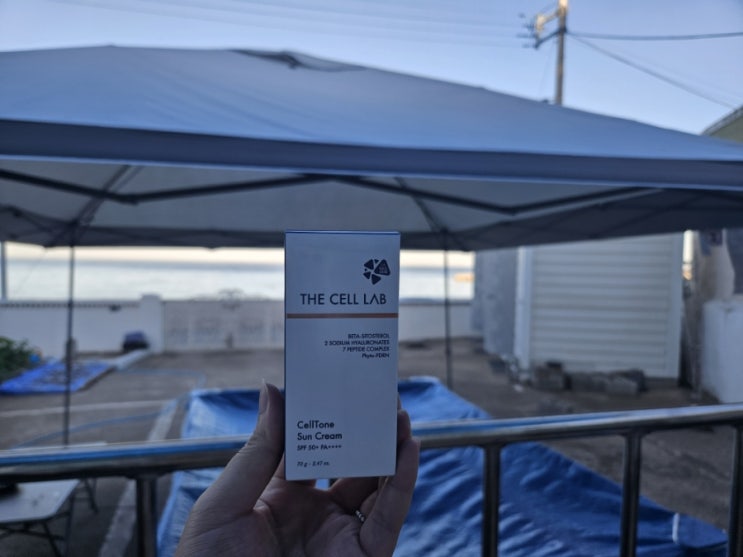 THE CELL LAB
BETA-SITOSTEROL
2 SODIUM HYALURONATES
7 PEPTIDE COMPLEX
Phyto PDRN
CellTone
Sun Cream
SPF 50+ PA++++
70 g - 2.47 oz.